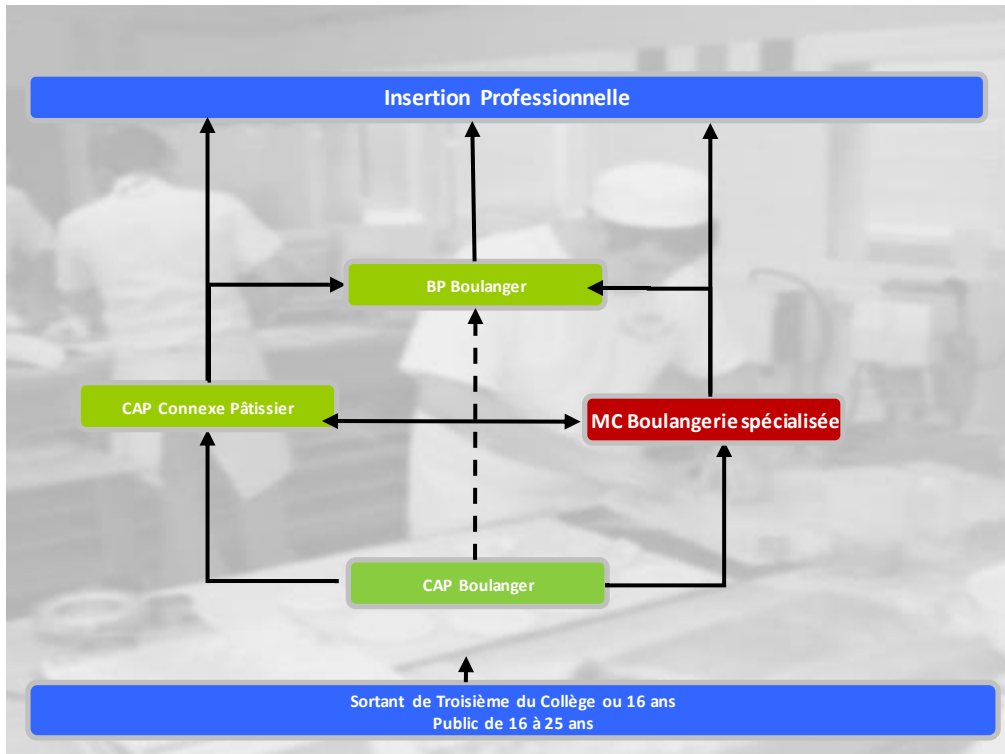 Insertion Professionnelle
BP Boulanger
CAP Connexe Pâtissier
MC Boulangerie spécialisée
CAP Boulanger
Sortant de Troisième du Collège ou 16 ans
Public de 16 à 25 ans